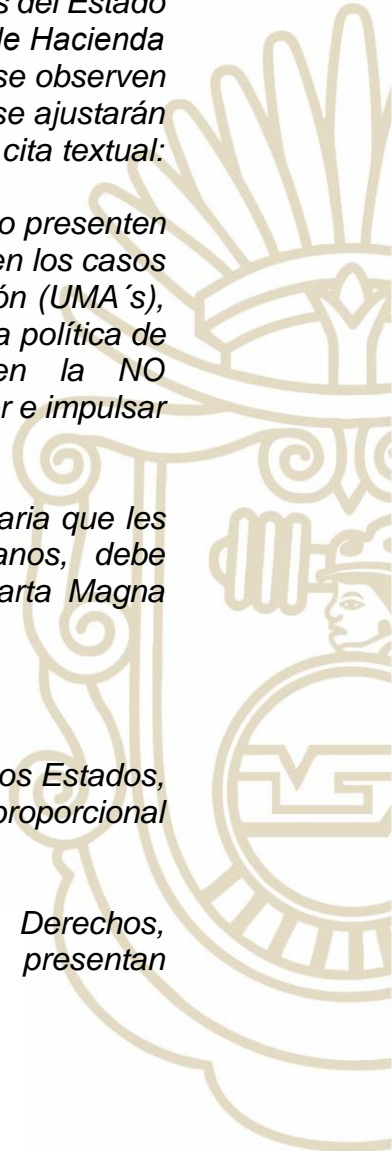 s del Estado
le Hacienda
se observen
se ajustarán
cita textual:
o presenten
en los casos
ón (UMA´s),
a política de
en la NO
r e impulsar
aria que les
anos, debe
arta Magna
os Estados,
proporcional
Derechos,
presentan